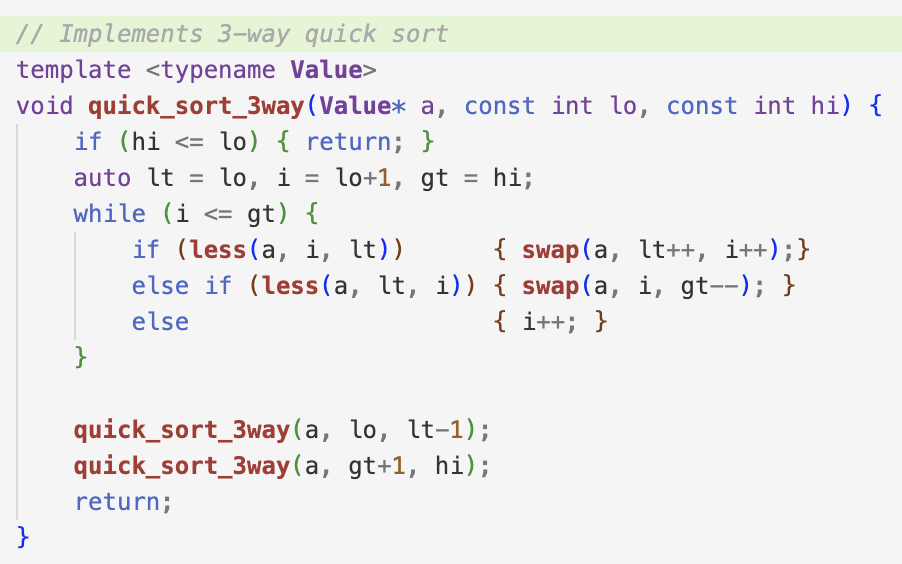 // Implements 3-way quick sort
template <typename Value>
void quick_sort_3way(Value* a, const int lo, const int hi) {
    if (hi <= lo) { return; }
    auto lt = lo, i = lo+1, gt = hi;
    while (i <= gt) {
        if (less(a, i, lt))      { swap(a, lt++, i++);}
        else if (less(a, lt, i)) { swap(a, i, gt--); }
        else                     { i++; }
    }

    quick_sort_3way(a, lo, lt-1);
    quick_sort_3way(a, gt+1, hi);
    return;
}